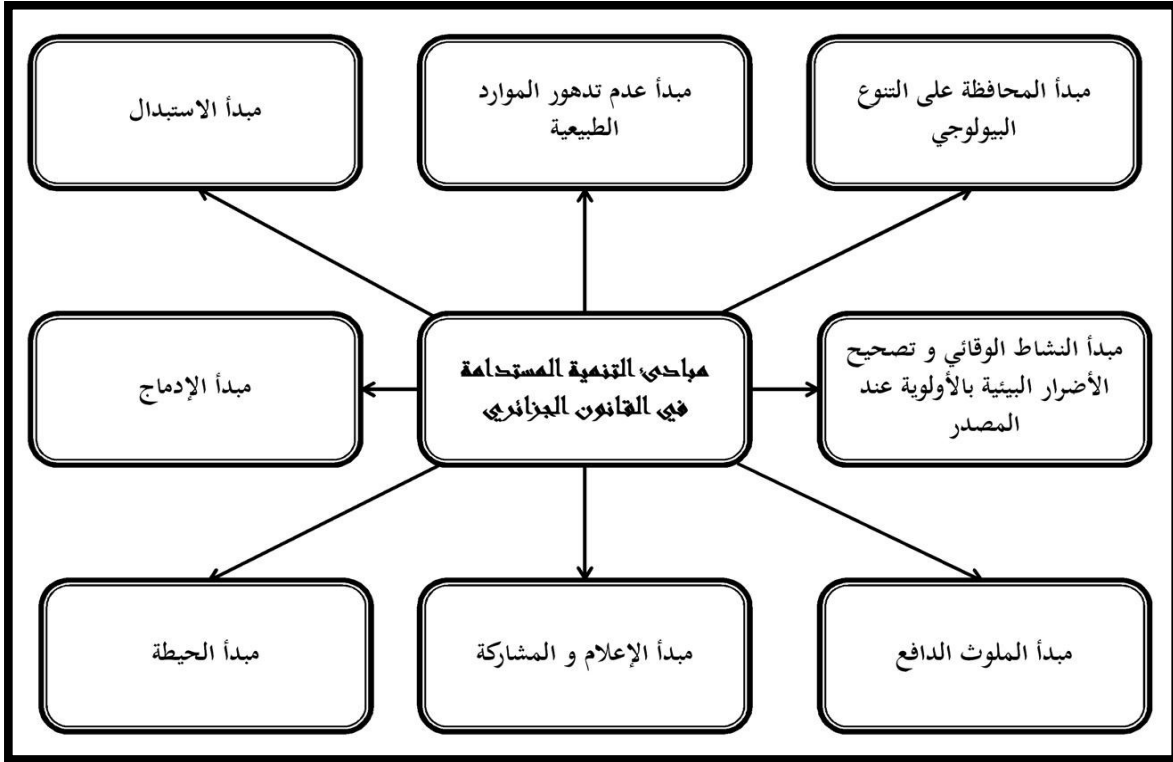 مبدأ المحافظة على التنوع
البيولوجي
مبدأ عدم تدهور الموارد
الطبيعية
مبدأ الاستبدال
مبدأ النشاط الوقائي و تصحيح
الأضرار البيئية بالأولوية عند
المصدر
مبادئ التنمية المستدامة
في القانون الجزائري
مبدأ الإدماج
مبدأ الملوث الدافع
مبدأ الإعلام و المشاركة
مبدأ الحيطة